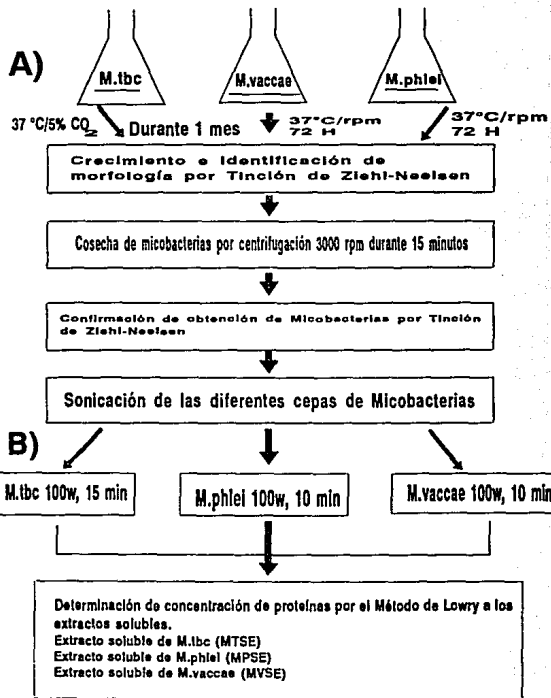 A)
M.tbc
M.vaccae
M.phlei
37 °C/5% CO2
Durante 1 mes
37°C/rpm
72 H
37°C/rpm
72 H
Crecimiento e Identificación de
morfología por Tinción de Ziehl-Neelsen
Cosecha de micobacterias por centrifugación 3000 rpm durante 15 minutos
Confirmación de obtención de Micobacterias por Tinción
de Ziehl-Neelsen
Sonicación de las diferentes cepas de Micobacterias
B)
M.tbc 100w, 15 min
M.phlei 100w, 10 min
M.vaccae 100w, 10 min
Determinación de concentración de proteínas por el Método de Lowry a los
extractos solubles.
Extracto soluble de M.tbc (MTSE)
Extracto soluble de M.phlei (MPSE)
Extracto soluble de M.vaccae (MVSE)